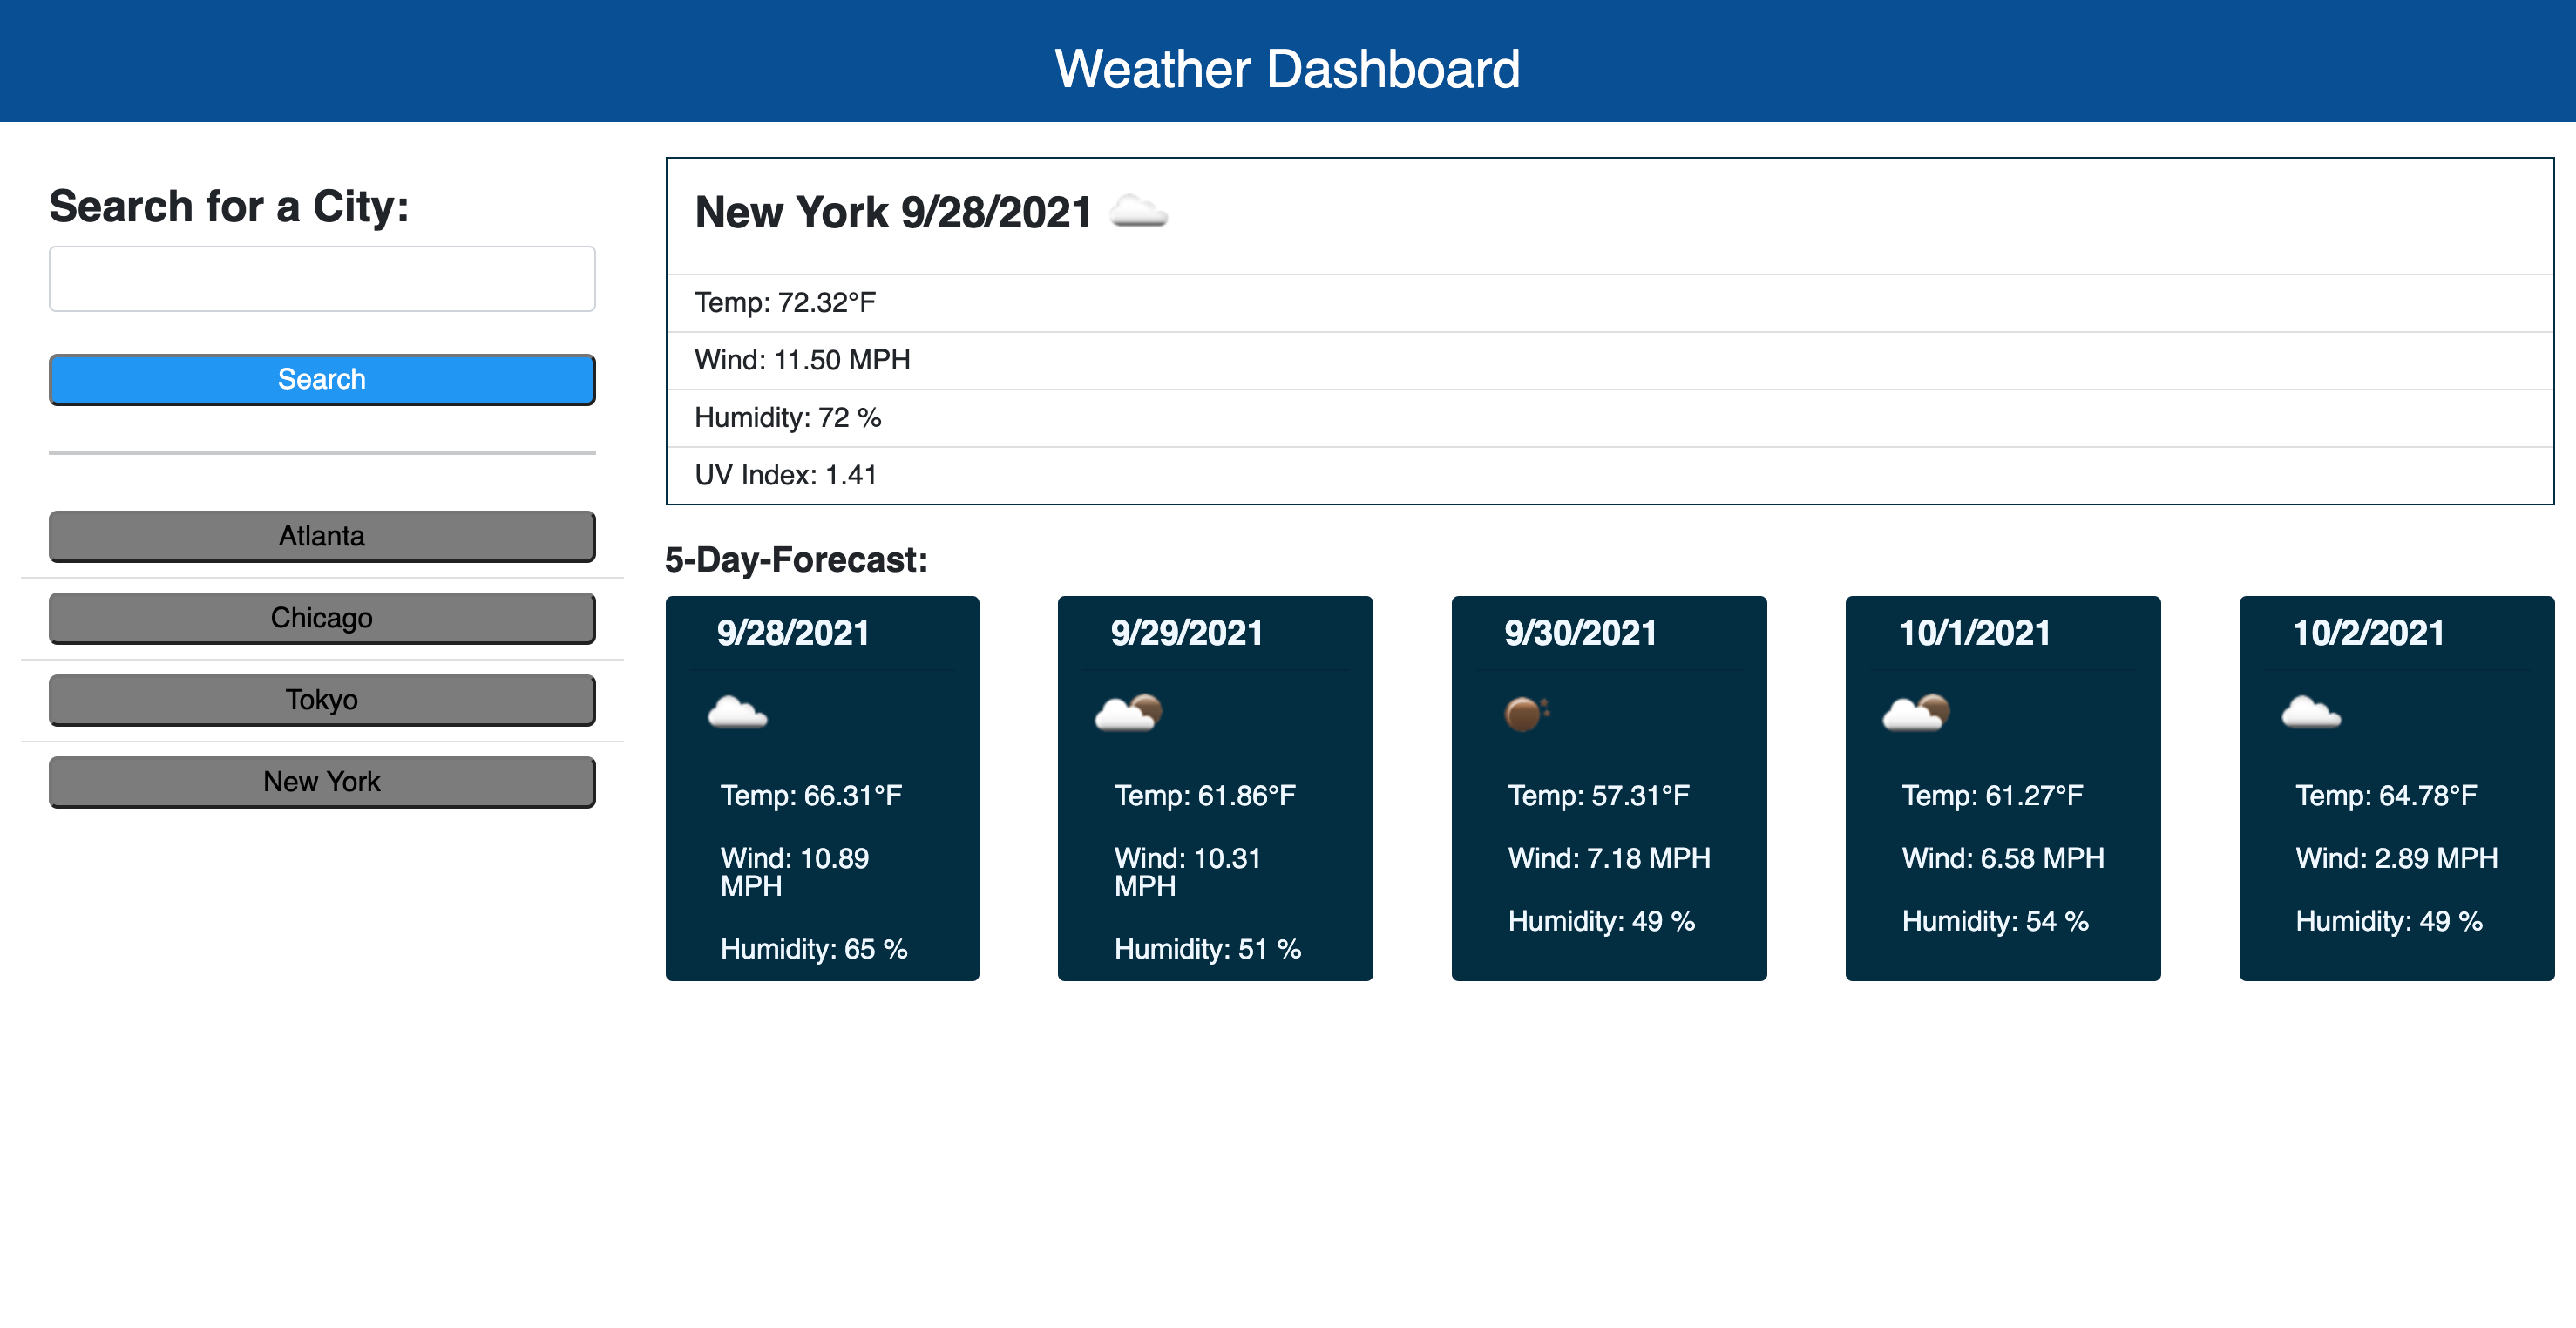 Weather Dashboard
Search for a City:
Search
Atlanta
Chicago
Tokyo
New York
New York 9/28/2021
Temp: 72.32°F
Wind: 11.50 MPH
Humidity: 72 %
UV Index: 1.41
5-Day-Forecast:
9/28/2021
Temp: 66.31°F
Wind: 10.89
MPH
Humidity: 65 %
9/29/2021
Temp: 61.86°F
Wind: 10.31
MPH
Humidity: 51 %
9/30/2021
Temp: 57.31°F
Wind: 7.18 MPH
Humidity: 49 %
10/1/2021
Temp: 61.27°F
Wind: 6.58 MPH
Humidity: 54 %
10/2/2021
Temp: 64.78°F
Wind: 2.89 MPH
Humidity: 49 %